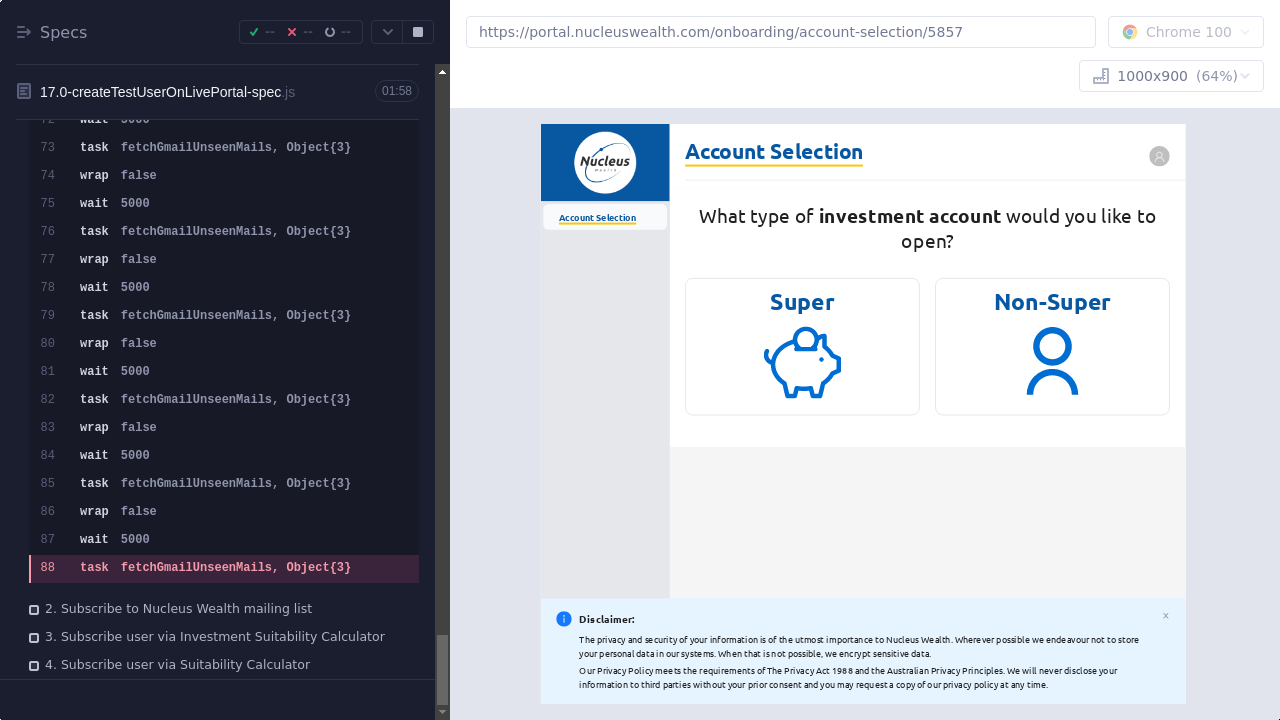 Specs
-- -- --
17.0-createTestUserOnLivePortal-spec.js 01:58
72 wait 5000
73 task fetchGmailUnseenMails, Object{3}
74 wrap false
75 wait 5000
76 task fetchGmailUnseenMails, Object{3}
77 wrap false
78 wait 5000
79 task fetchGmailUnseenMails, Object{3}
80 wrap false
81 wait 5000
82 task fetchGmailUnseenMails, Object{3}
83 wrap false
84 wait 5000
85 task fetchGmailUnseenMails, Object{3}
86 wrap false
87 wait 5000
88 task fetchGmailUnseenMails, Object{3}
2. Subscribe to Nucleus Wealth mailing list
3. Subscribe user via Investment Suitability Calculator
4. Subscribe user via Suitability Calculator
https://portal.nucleuswealth.com/onboarding/account-selection/5857
Chrome 100
1000x900 (64%)
Nucleus
Wealth
Account Selection
Account Selection
What type of investment account would you like to
open?
Super
Non-Super
Disclaimer:
The privacy and security of your information is of the utmost importance to Nucleus Wealth. Wherever possible we endeavour not to store
your personal data in our systems. When that is not possible, we encrypt sensitive data.
Our Privacy Policy meets the requirements of The Privacy Act 1988 and the Australian Privacy Principles. We will never disclose your
information to third parties without your prior consent and you may request a copy of our privacy policy at any time.